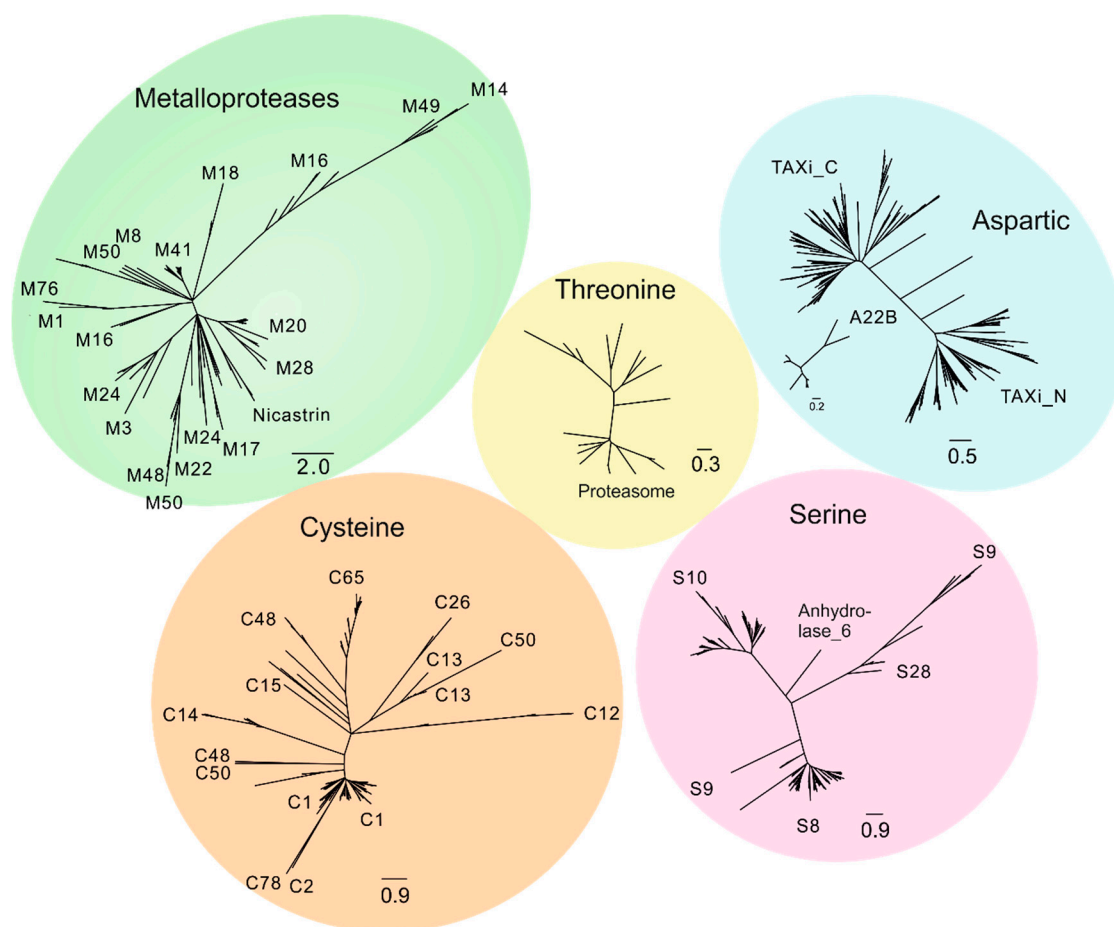 Metalloproteases
M14
M49
M16
M18
M8
M50
M41
M76
M1
M16
M20
M28
M24
Nicastrin
M3
M24
M17
M48
M22
M50
2.0
Threonine
Proteasome
0.3
TAXi_C
Aspartic
A22B
0.2
TAXi_N
0.5
Cysteine
C65
C48
C26
C50
C13
C15
C13
C14
C12
C48
C50
C1
C1
C78
C2
0.9
Serine
S9
S10
Anhydro-
lase_6
S28
S9
S8
0.9